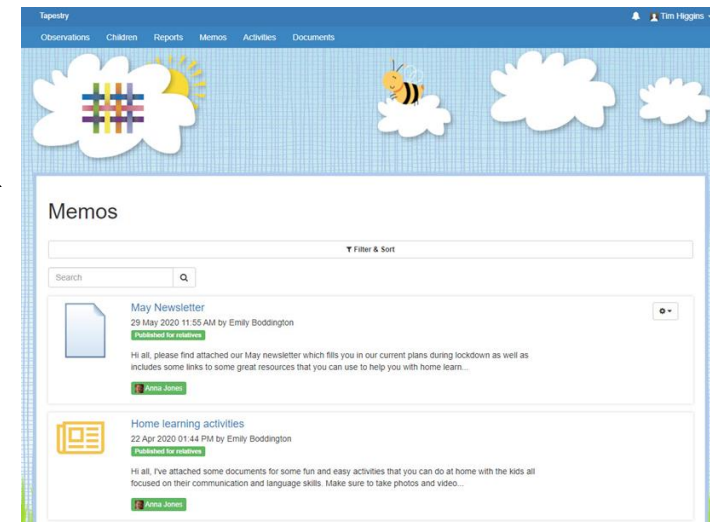 Tapestry
Tim Higgins
Observations Children Reports Memos Activities Documents
Memos
Filter & Sort
Search
May Newsletter
29 May 2020 11:55 AM by Emily Boddington
Published for relatives
Hi all, please find attached our May newsletter which fills you in our current plans during lockdown as well as
includes some links to some great resources that you can use to help you with home learn...
Anna Jones
Home learning activities
22 Apr 2020 01:44 PM by Emily Boddington
Published for relatives
Hi all, I've attached some documents for some fun and easy activities that you can do at home with the kids all
focused on their communication and language skills. Make sure to take photos and video...
Anna Jones